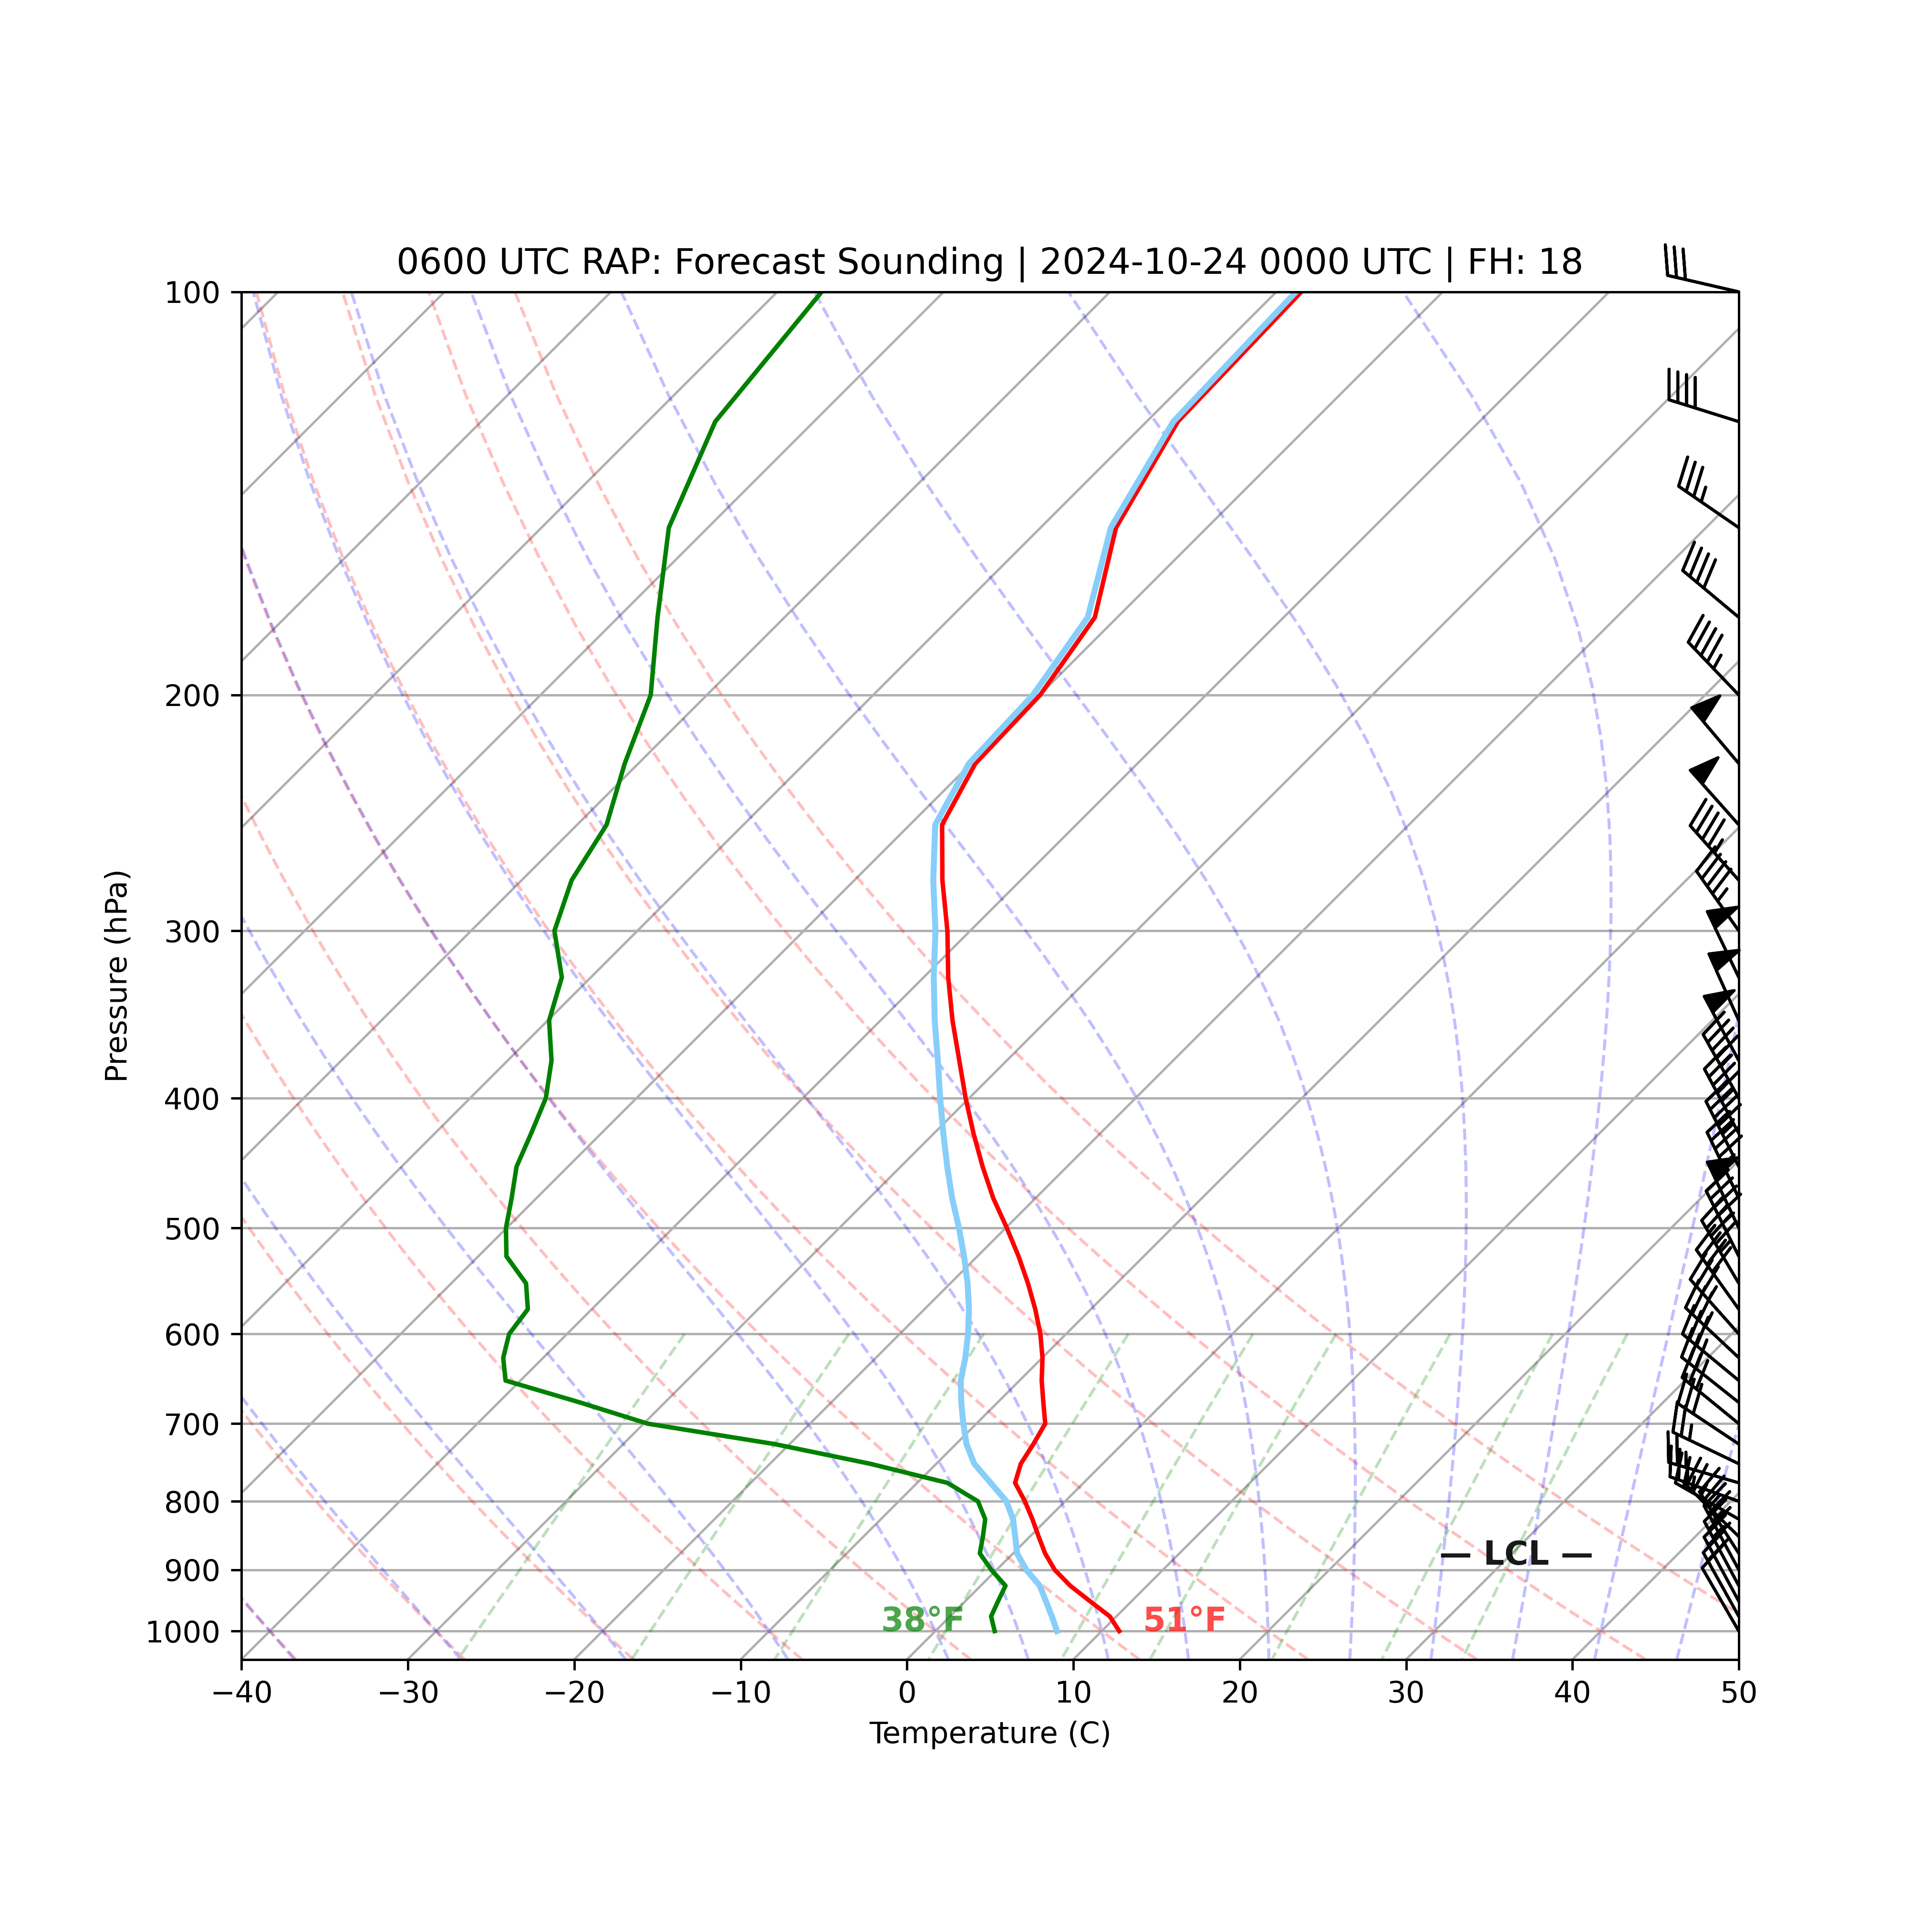 0600 UTC RAP: Forecast Sounding | 2024-10-24 0000 UTC | FH: 18
100
200
300
400
500
600
700
800
900
1000
Pressure (hPa)
— LCL —
38°F
51°F
−40 −30 −20 −10 0 10 20 30 40 50
Temperature (C)